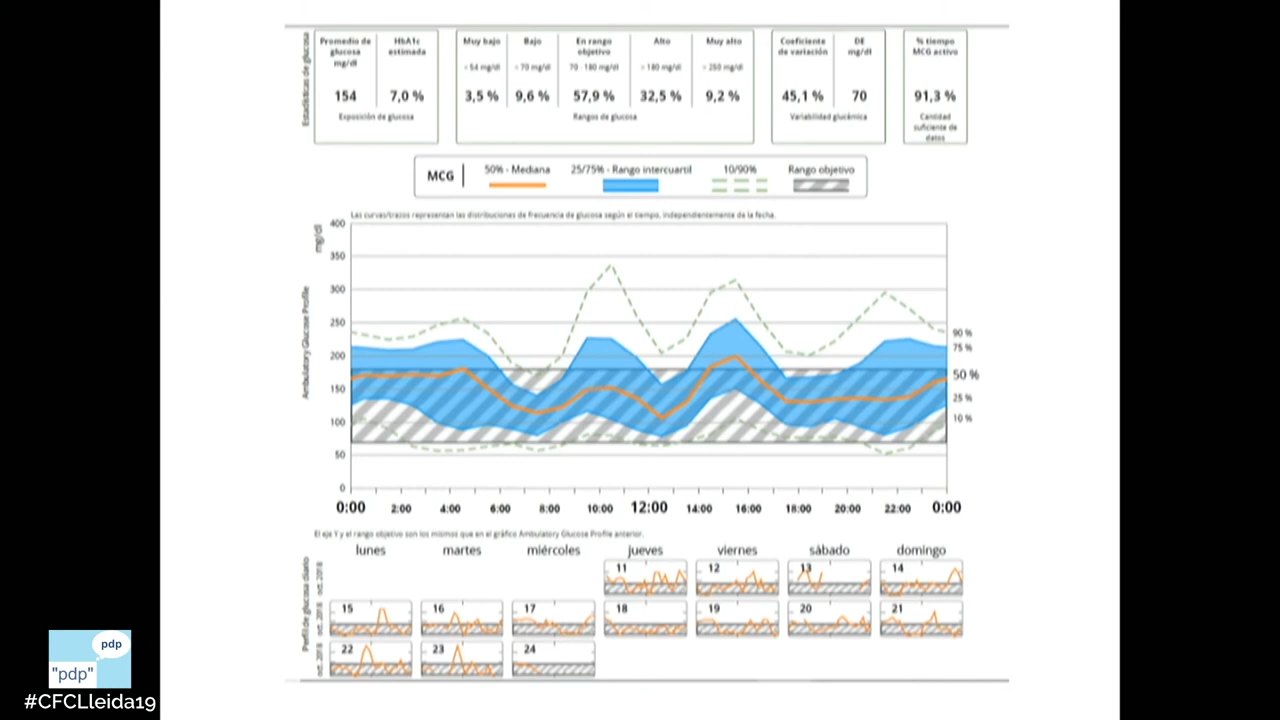 Estadísticas de glucosa
Promedio de glucosa mg/dl
HbA1c estimada
154
7,0 %
Exposición de glucosa
Muy bajo
Bajo
En rango objetivo
Alto
Muy alto
< 54 mg/dl
< 70 mg/dl
70 - 180 mg/dl
> 180 mg/dl
> 250 mg/dl
3,5 %
9,6 %
57,9 %
32,5 %
9,2 %
Rangos de glucosa
Coeficiente de variación
DE mg/dl
45,1 %
70
Variabilidad glucémica
% tiempo MCG activo
91,3 %
Cantidad suficiente de datos
MCG
50% - Mediana
25/75% - Rango intercuartil
10/90%
Rango objetivo
Las curvas/trazos representan las distribuciones de frecuencia de glucosa según el tiempo, independientemente de la fecha.
mg/dl
Ambulatory Glucose Profile
400
350
300
250
200
150
100
50
0
90 %
75 %
50 %
25 %
10 %
0:00 2:00 4:00 6:00 8:00 10:00 12:00 14:00 16:00 18:00 20:00 22:00 0:00
El eje Y y el rango objetivo son los mismos que en el gráfico Ambulatory Glucose Profile anterior.
Perfil de glucosa diario
lunes martes miércoles jueves viernes sábado domingo
oct. 2018
11 12 13 14
oct. 2018
15 16 17 18 19 20 21
oct. 2018
22 23 24
pdp
"pdp"
#CFCLleida19